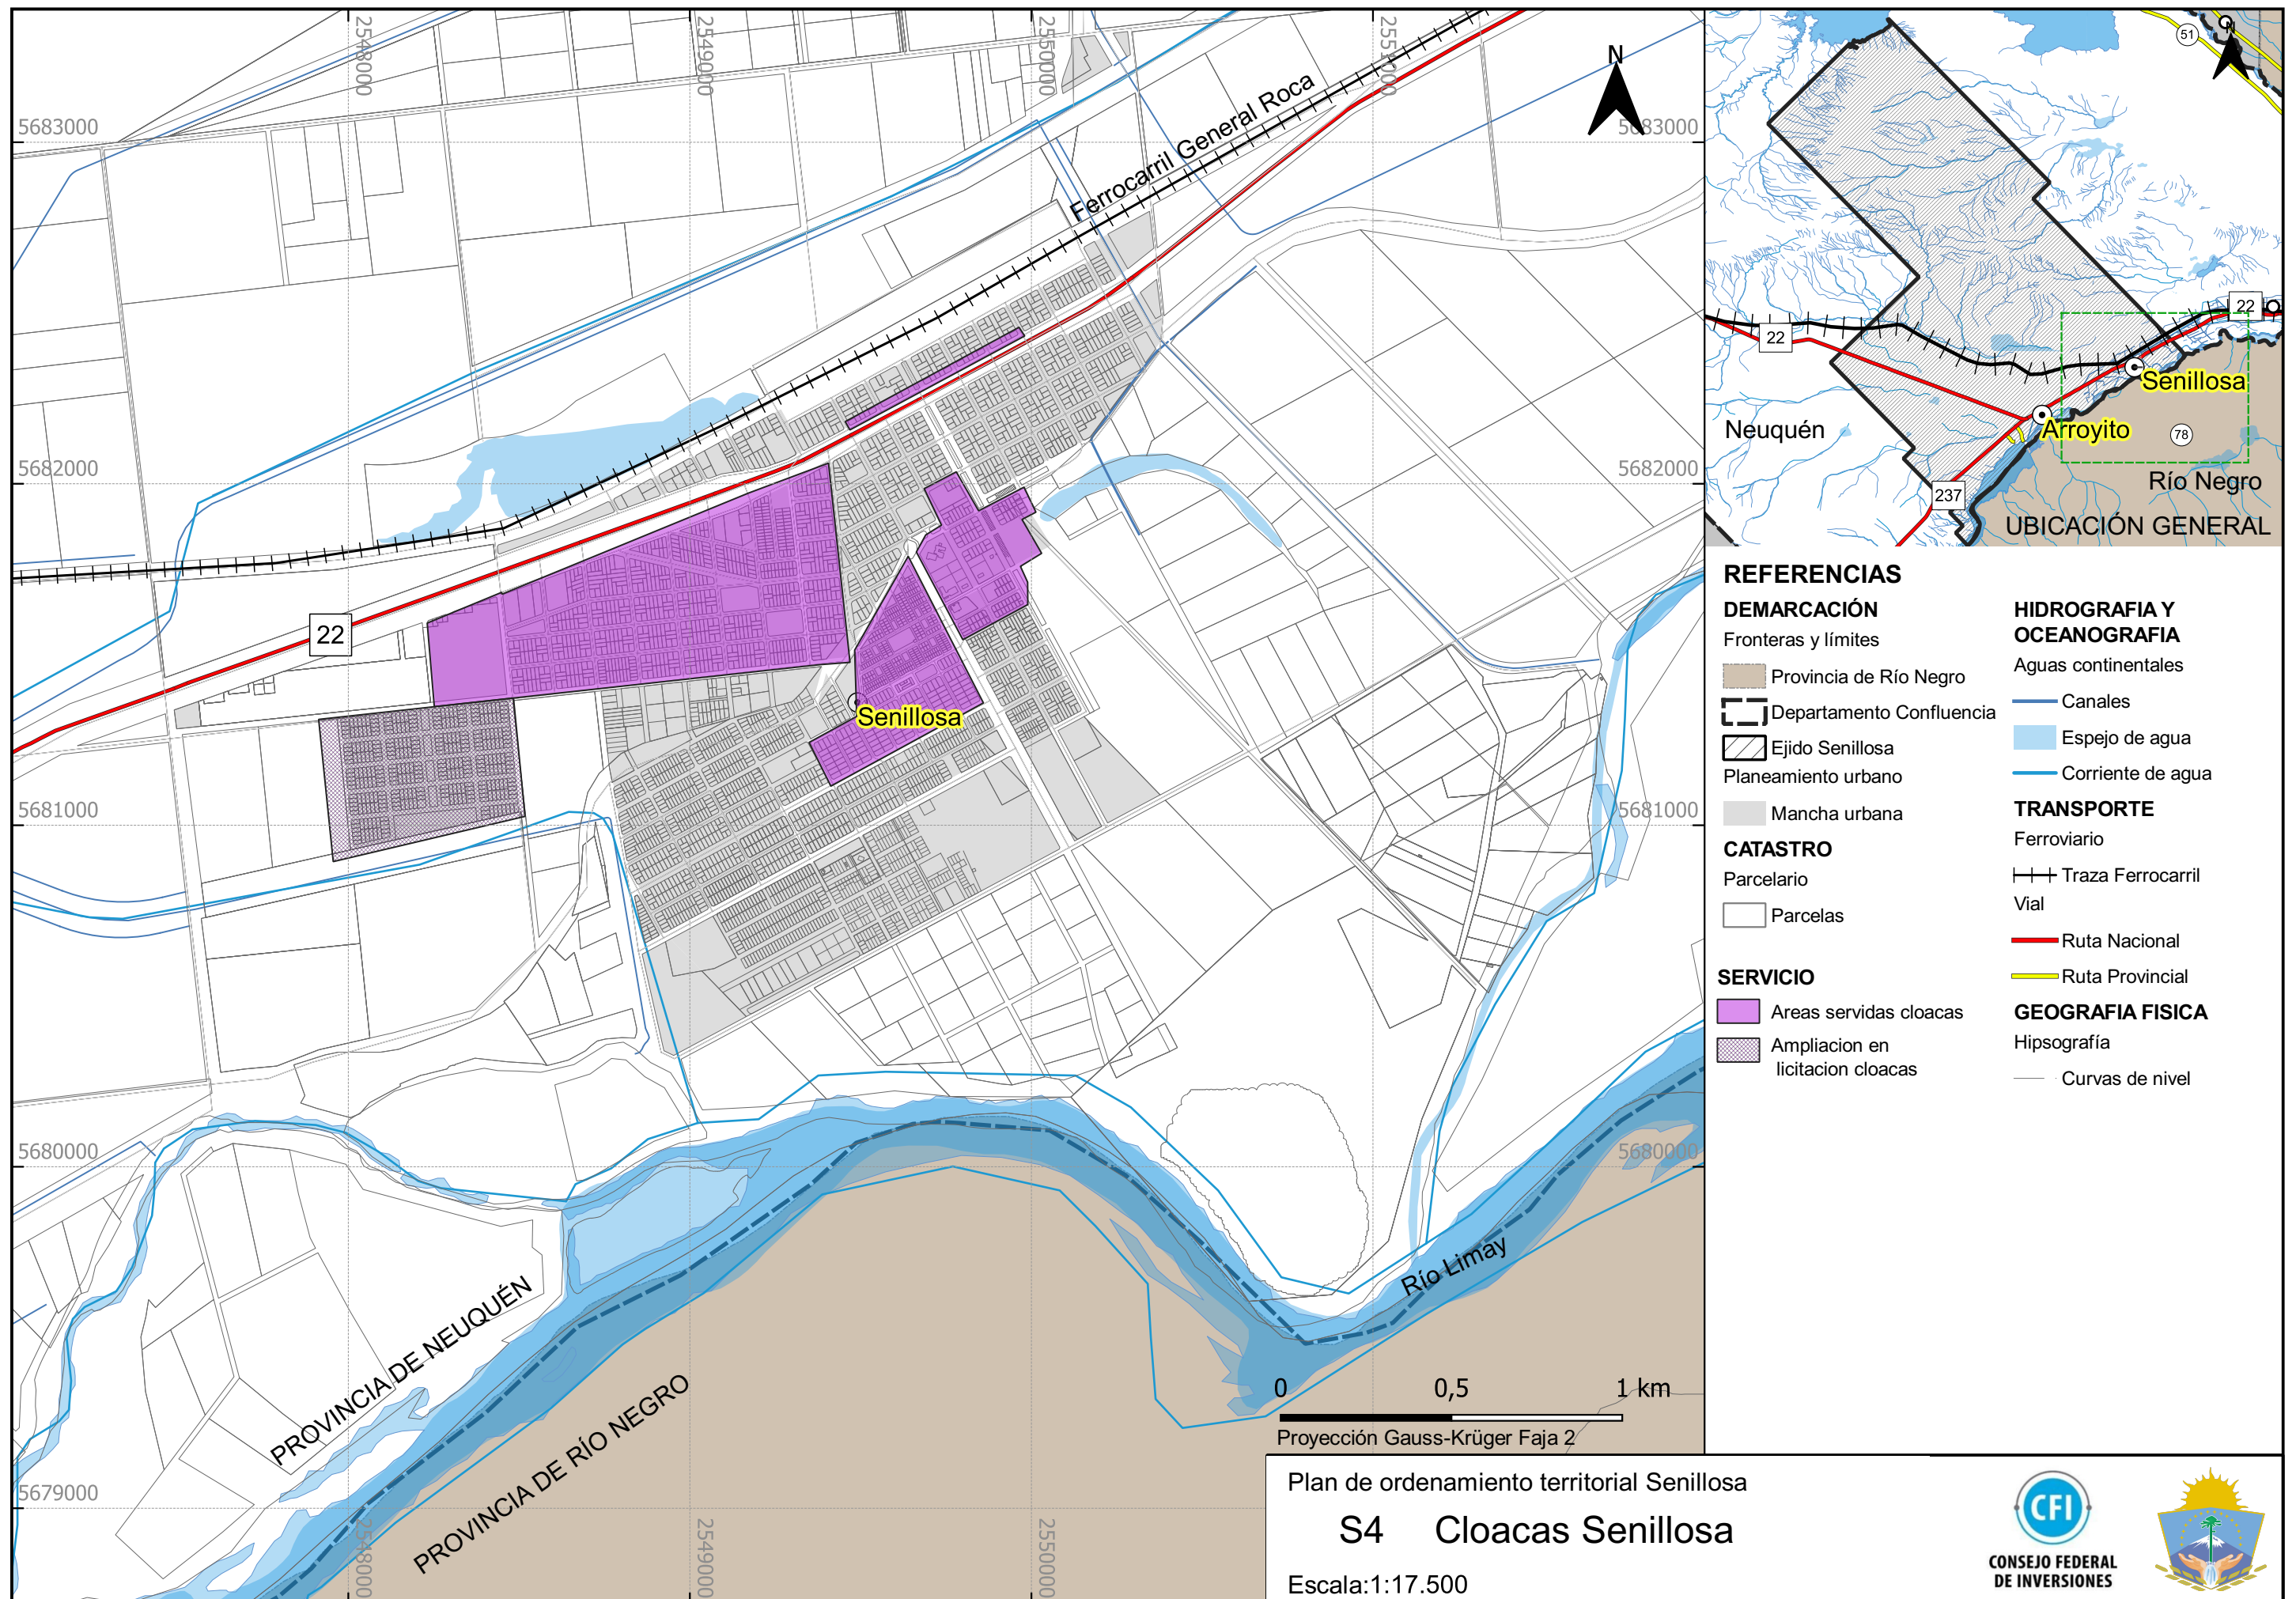 2548000
2549000
2550000
2551000
5683000
5683000
N
Ferrocarril General Roca
5682000
5682000
22
Senillosa
5681000
5681000
5680000
5680000
Río Limay
PROVINCIA DE NEUQUÉN
PROVINCIA DE RÍO NEGRO
5679000
2548000
2549000
2550000
0 0,5 1 km
Proyección Gauss-Krüger Faja 2
51
N
22
22
Senillosa
Arroyito
Neuquén
78
237
Río Negro
UBICACIÓN GENERAL
REFERENCIAS
DEMARCACIÓN
Fronteras y límites
Provincia de Río Negro
Departamento Confluencia
Ejido Senillosa
Planeamiento urbano
Mancha urbana
CATASTRO
Parcelario
Parcelas
SERVICIO
Areas servidas cloacas
Ampliacion en
licitacion cloacas
HIDROGRAFIA Y
OCEANOGRAFIA
Aguas continentales
Canales
Espejo de agua
Corriente de agua
TRANSPORTE
Ferroviario
Traza Ferrocarril
Vial
Ruta Nacional
Ruta Provincial
GEOGRAFIA FISICA
Hipsografía
Curvas de nivel
Plan de ordenamiento territorial Senillosa
S4 Cloacas Senillosa
Escala:1:17.500
CFI
CONSEJO FEDERAL
DE INVERSIONES